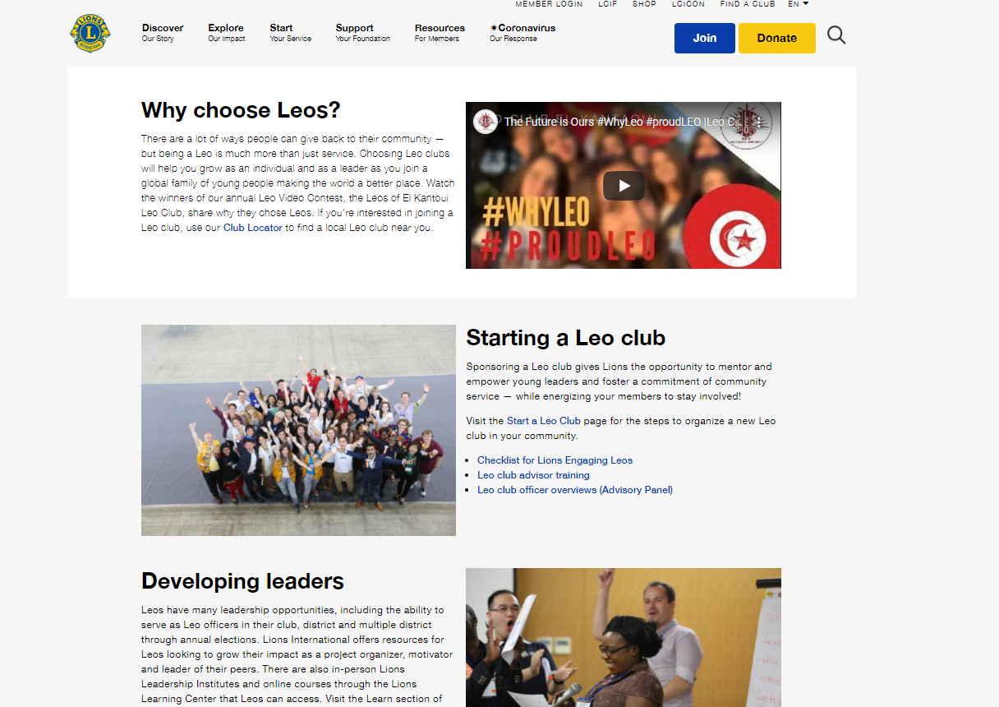 MEMBER LOGIN LCIF SHOP LCICON FIND A CLUB EN
LIONS
L
INTERNATIONAL
Discover Explore Start Support Resources ✷Coronavirus
Our Story Our Impact Your Service Your Foundation For Members Our Response
Join Donate
Why choose Leos?
There are a lot of ways people can give back to their community —
but being a Leo is much more than just service. Choosing Leo clubs
will help you grow as an individual and as a leader as you join a
global family of young people making the world a better place. Watch
the winners of our annual Leo Video Contest, the Leos of El Kantoui
Leo Club, share why they chose Leos. If you're interested in joining a
Leo club, use our Club Locator to find a local Leo club near you.
The Future is Ours #WhyLeo #proudLEO |Leo C...
#WHYLEO
#PROUDLEO
Starting a Leo club
Sponsoring a Leo club gives Lions the opportunity to mentor and
empower young leaders and foster a commitment of community
service — while energizing your members to stay involved!
Visit the Start a Leo Club page for the steps to organize a new Leo
club in your community.
• Checklist for Lions Engaging Leos
• Leo club advisor training
• Leo club officer overviews (Advisory Panel)
Developing leaders
Leos have many leadership opportunities, including the ability to
serve as Leo officers in their club, district and multiple district
through annual elections. Lions International offers resources for
Leos looking to grow their impact as a project organizer, motivator
and leader of their peers. There are also in-person Lions
Leadership Institutes and online courses through the Lions
Learning Center that Leos can access. Visit the Learn section of